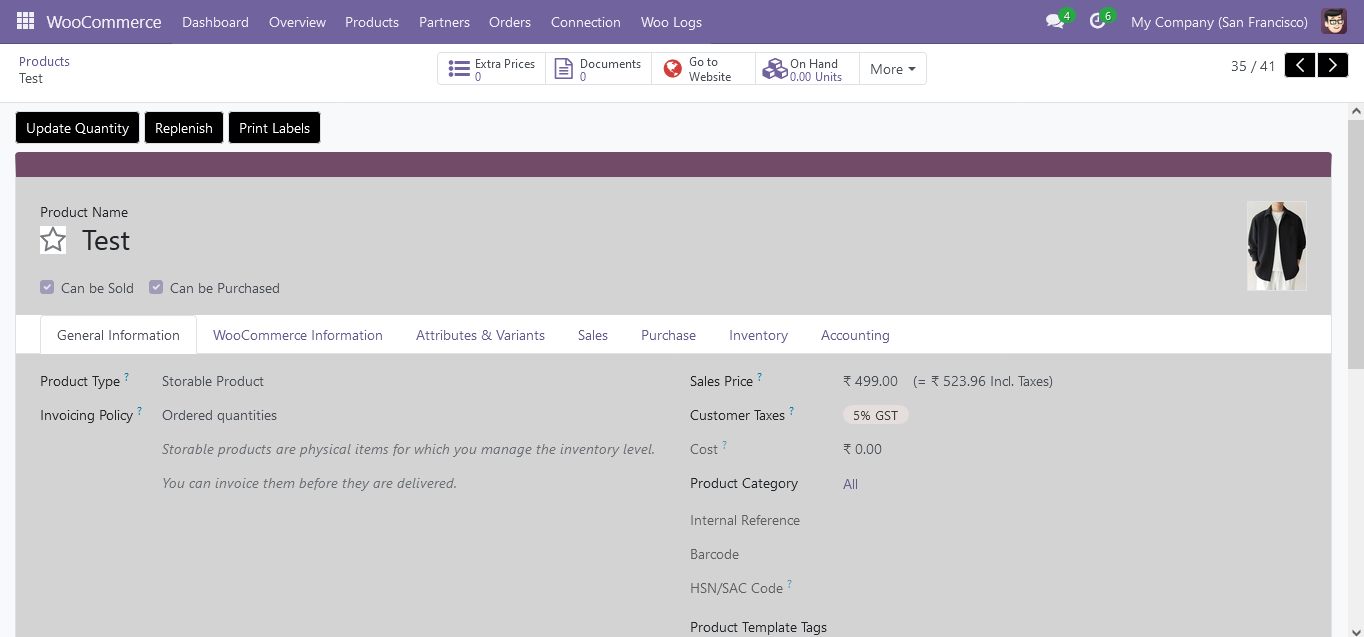 WooCommerce Dashboard Overview Products Partners Orders Connection Woo Logs 4 6 My Company (San Francisco)
Products
Test
Extra Prices
0
Documents
0
Go to
Website
On Hand
0.00 Units
More
35 / 41
Update Quantity Replenish Print Labels
Product Name
Test
Can be Sold Can be Purchased
General Information WooCommerce Information Attributes & Variants Sales Purchase Inventory Accounting
Product Type ? Storable Product
Invoicing Policy ? Ordered quantities
Storable products are physical items for which you manage the inventory level.
You can invoice them before they are delivered.
Sales Price ? ₹ 499.00 (= ₹ 523.96 Incl. Taxes)
Customer Taxes ? 5% GST
Cost ? ₹ 0.00
Product Category All
Internal Reference
Barcode
HSN/SAC Code ?
Product Template Tags